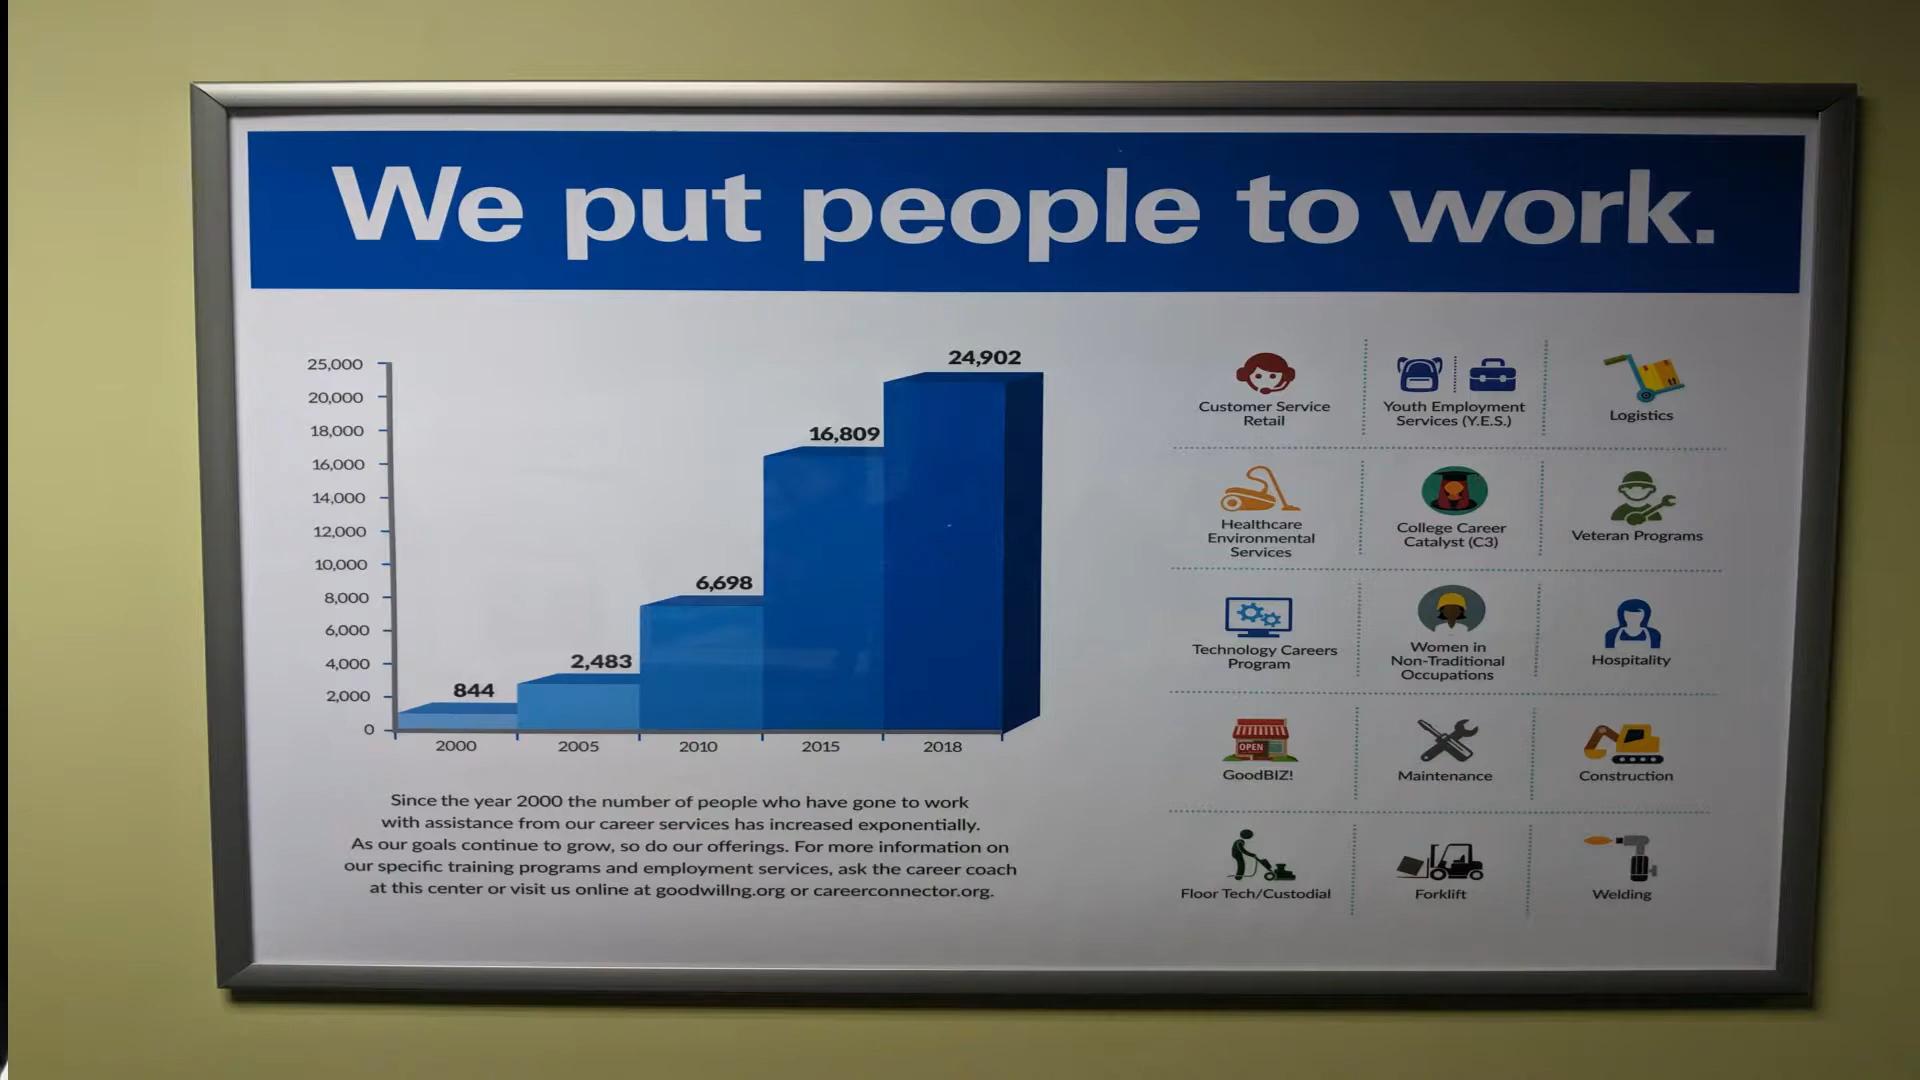 We put people to work.
25,000
20,000
18,000
16,000
14,000
12,000
10,000
8,000
6,000
4,000
2,000
0
844
2,483
6,698
16,809
24,902
2000 2005 2010 2015 2018
Since the year 2000 the number of people who have gone to work
with assistance from our career services has increased exponentially.
As our goals continue to grow, so do our offerings. For more information on
our specific training programs and employment services, ask the career coach
at this center or visit us online at goodwillng.org or careerconnector.org.
Customer Service
Retail
Youth Employment
Services (Y.E.S.)
Logistics
Healthcare
Environmental
Services
College Career
Catalyst (C3)
Veteran Programs
Technology Careers
Program
Women in
Non-Traditional
Occupations
Hospitality
OPEN
GoodBIZ!
Maintenance
Construction
Floor Tech/Custodial
Forklift
Welding